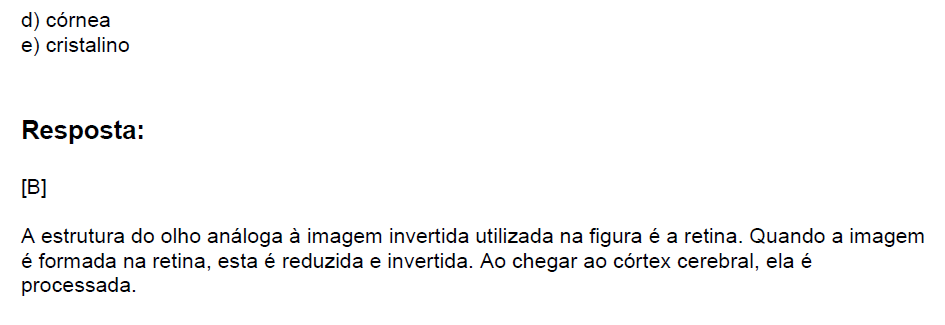 d) córnea
e) cristalino
Resposta:
[B]
A estrutura do olho análoga à imagem invertida utilizada na figura é a retina. Quando a imagem
é formada na retina, esta é reduzida e invertida. Ao chegar ao córtex cerebral, ela é
processada.